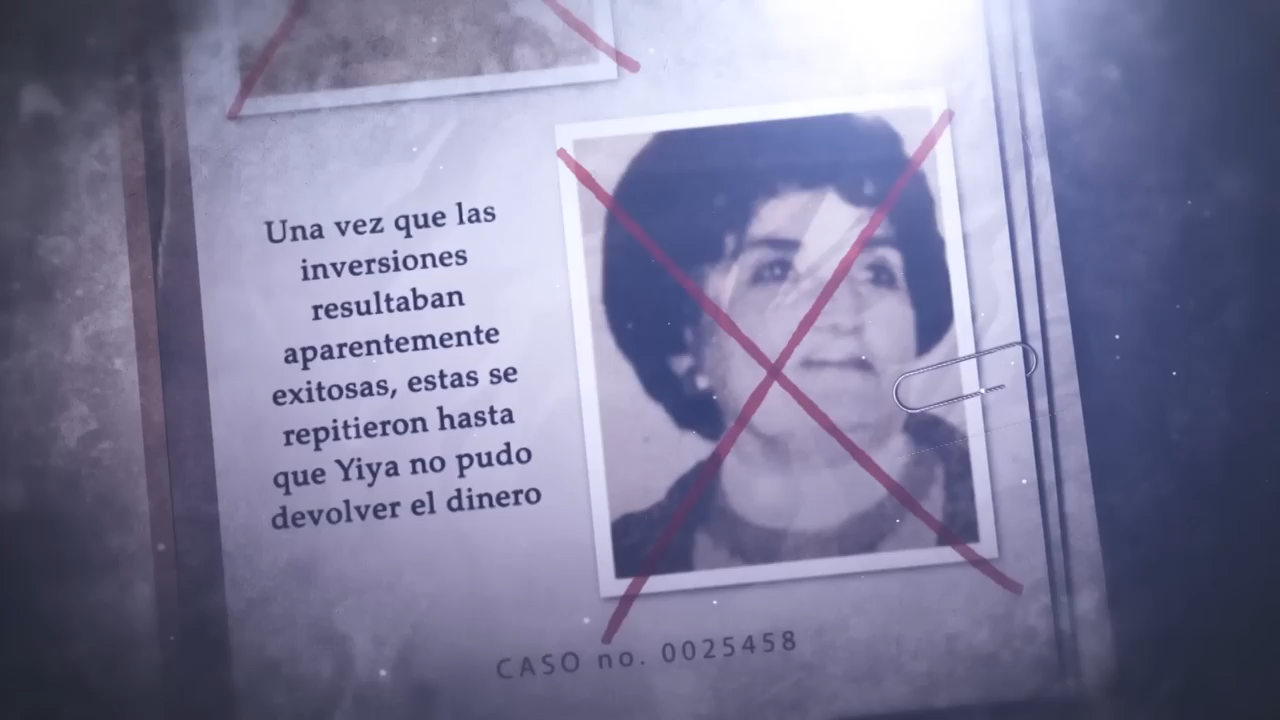 Una vez que las
inversiones
resultaban
aparentemente
exitosas, estas se
repitieron hasta
que Yiya no pudo
devolver el dinero
CASO no. 0025458